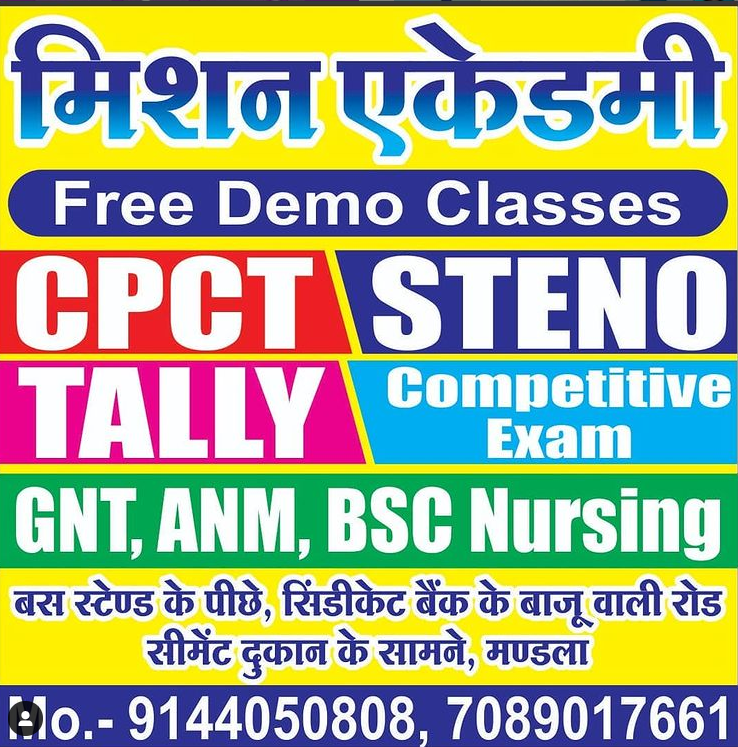 मिशन एकेडमी
Free Demo Classes
CPCT STENO
TALLY Competitive Exam
GNT, ANM, BSC Nursing
बस स्टेण्ड के पीछे, सिंडीकेट बैंक के बाजू वाली रोड
सीमेंट दुकान के सामने, मण्डला
Mo.- 9144050808, 7089017661